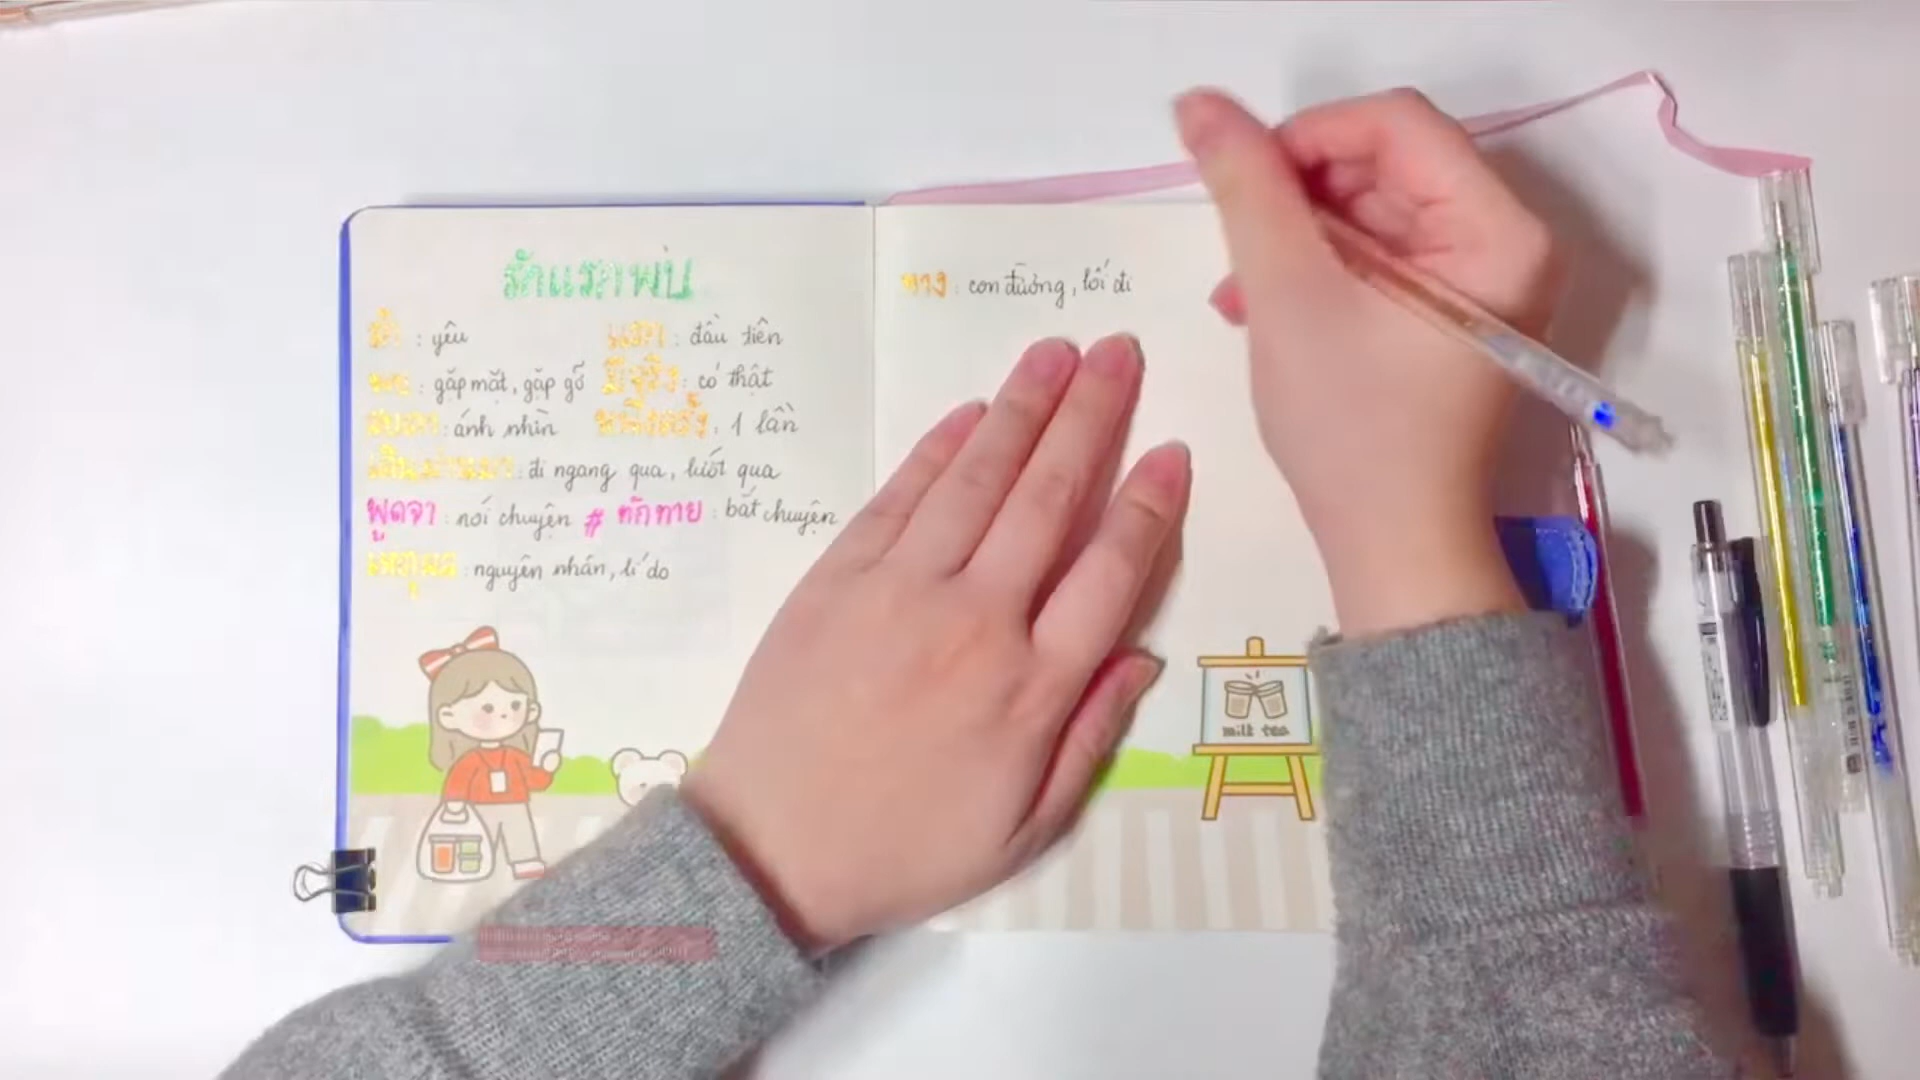 รักแรกพบ
รัก : yêu แรก : đầu tiên
พบ : gặp mặt, gặp gỡ มีจริง : có thật
สบตา : ánh nhìn หนึ่งครั้ง : 1 lần
เดินผ่านมา : đi ngang qua, lướt qua
พูดจา : nói chuyện # ทักทาย : bắt chuyện
เหตุผล : nguyên nhân, lí do
ทาง : con đường, lối đi
milk tea